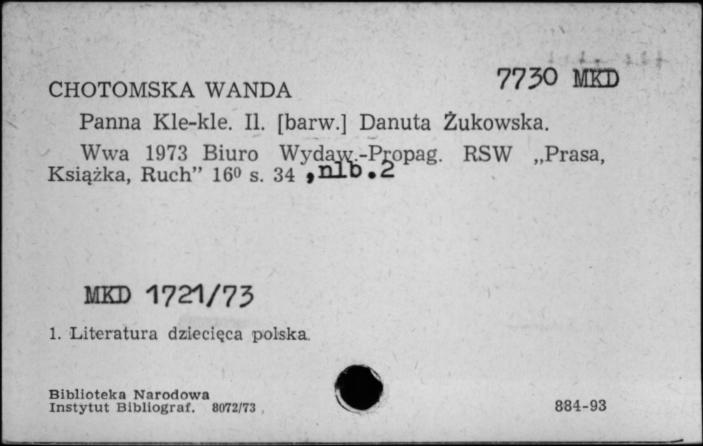 7730 MKD
CHOTOMSKA WANDA
Panna Kle-kle. Il. [barw.] Danuta Żukowska.
Wwa 1973 Biuro Wydaw.-Propag. RSW „Prasa,
Książka, Ruch” 16⁰ s. 34 ,nlb.2
MKD 1721/73
1. Literatura dziecięca polska.
Biblioteka Narodowa
Instytut Bibliograf. 8072/73
884-93